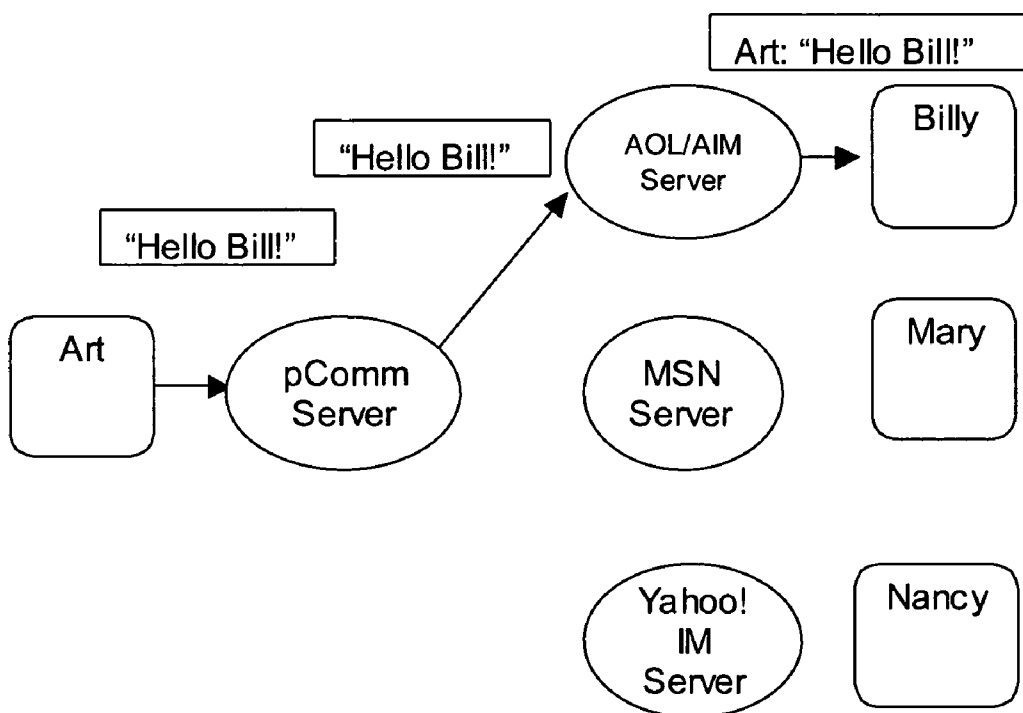 Art: “Hello Bill!”
Billy
“Hello Bill!”
AOL/AIM
Server
“Hello Bill!”
Art
pComm
Server
MSN
Server
Mary
Yahoo!
IM
Server
Nancy